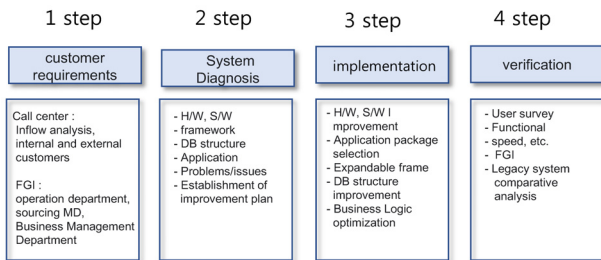 1 step
2 step
3 step
4 step
customer
requirements
System
Diagnosis
implementation
verification
Call center :
Inflow analysis,
internal and external
customers
FGI :
operation department,
sourcing MD,
Business Management
Department
- H/W, S/W
- framework
- DB structure
- Application
- Problems/issues
- Establishment of
improvement plan
- H/W, S/W I
mprovement
- Application package
selection
- Expandable frame
- DB structure
improvement
- Business Logic
optimization
- User survey
- Functional
- speed, etc.
- FGI
- Legacy system
comparative
analysis